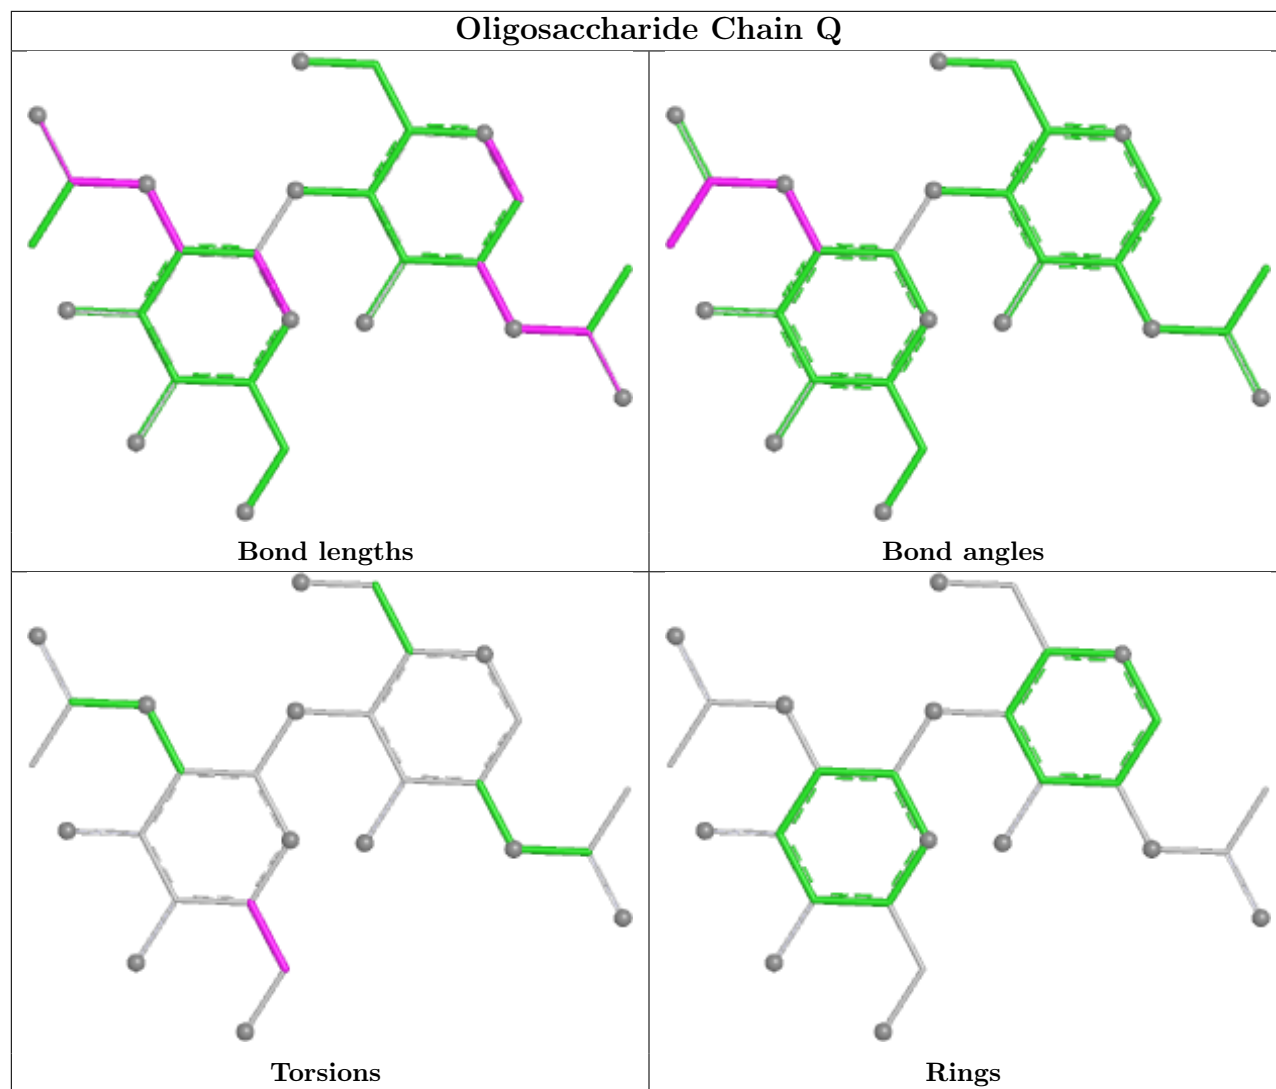 Oligosaccharide Chain Q
Bond lengths
Bond angles
Torsions
Rings